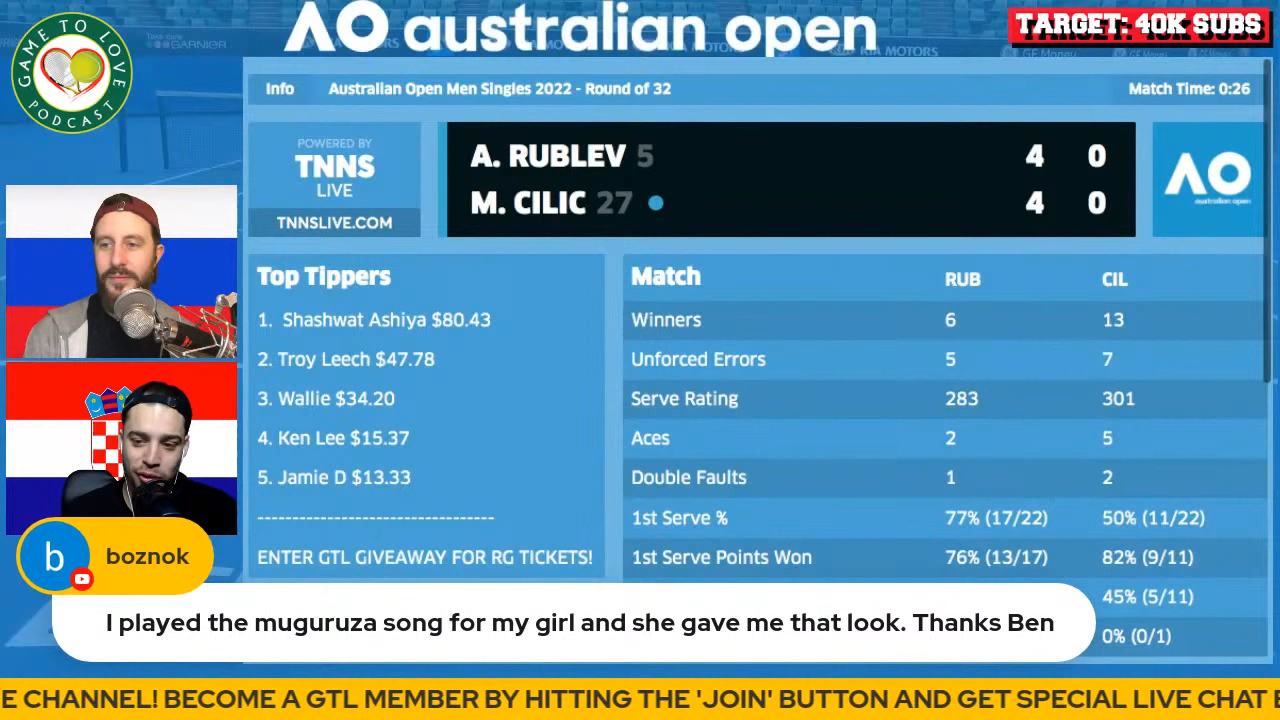 AO australian open
TARGET: 40K SUBS
GAME TO LOVE
PODCAST
Info
Australian Open Men Singles 2022 - Round of 32
Match Time: 0:26
POWERED BY
TNNS
LIVE
TNNSLIVE.COM
A. RUBLEV 5 4 0
M. CILIC 27 4 0
AO
australian open
Top Tippers
1. Shashwat Ashiya $80.43
2. Troy Leech $47.78
3. Wallie $34.20
4. Ken Lee $15.37
5. Jamie D $13.33
----------------------------------
ENTER GTL GIVEAWAY FOR RG TICKETS!
Match RUB CIL
Winners 6 13
Unforced Errors 5 7
Serve Rating 283 301
Aces 2 5
Double Faults 1 2
1st Serve % 77% (17/22) 50% (11/22)
1st Serve Points Won 76% (13/17) 82% (9/11)
45% (5/11)
0% (0/1)
b
boznok
I played the muguruza song for my girl and she gave me that look. Thanks Ben
E CHANNEL! BECOME A GTL MEMBER BY HITTING THE 'JOIN' BUTTON AND GET SPECIAL LIVE CHAT E
GARNIER
KIA MOTORS